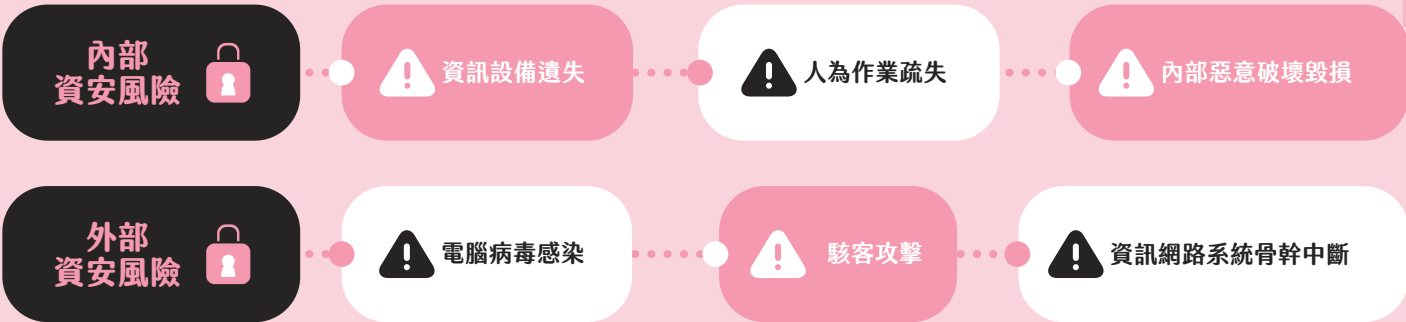 內部
資安風險
資訊設備遺失
人為作業疏失
內部惡意破壞毀損
外部
資安風險
電腦病毒感染
駭客攻擊
資訊網路系統骨幹中斷